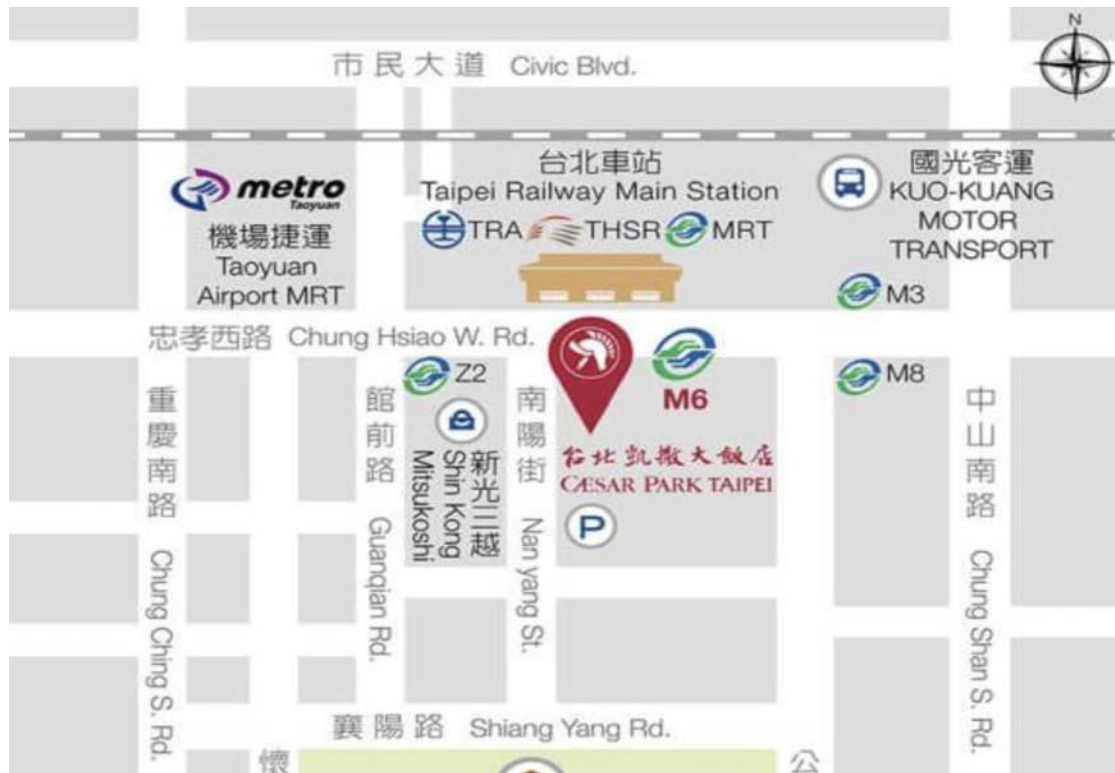 N
市民大道 Civic Blvd.
metro
Taoyuan
機場捷運
Taoyuan
Airport MRT
台北車站
Taipei Railway Main Station
TRA THSR MRT
國光客運
KUO-KUANG
MOTOR
TRANSPORT
M3
忠孝西路 Chung Hsiao W. Rd.
重慶南路 Chung Ching S. Rd.
館前路 Guanqian Rd.
Z2
新光三越
Shin Kong
Mitsukoshi
南陽街 Nan yang St.
M6
台北凱撒大飯店
CÆSAR PARK TAIPEI
P
M8
中山南路 Chung Shan S. Rd.
襄陽路 Shiang Yang Rd.
懷
公